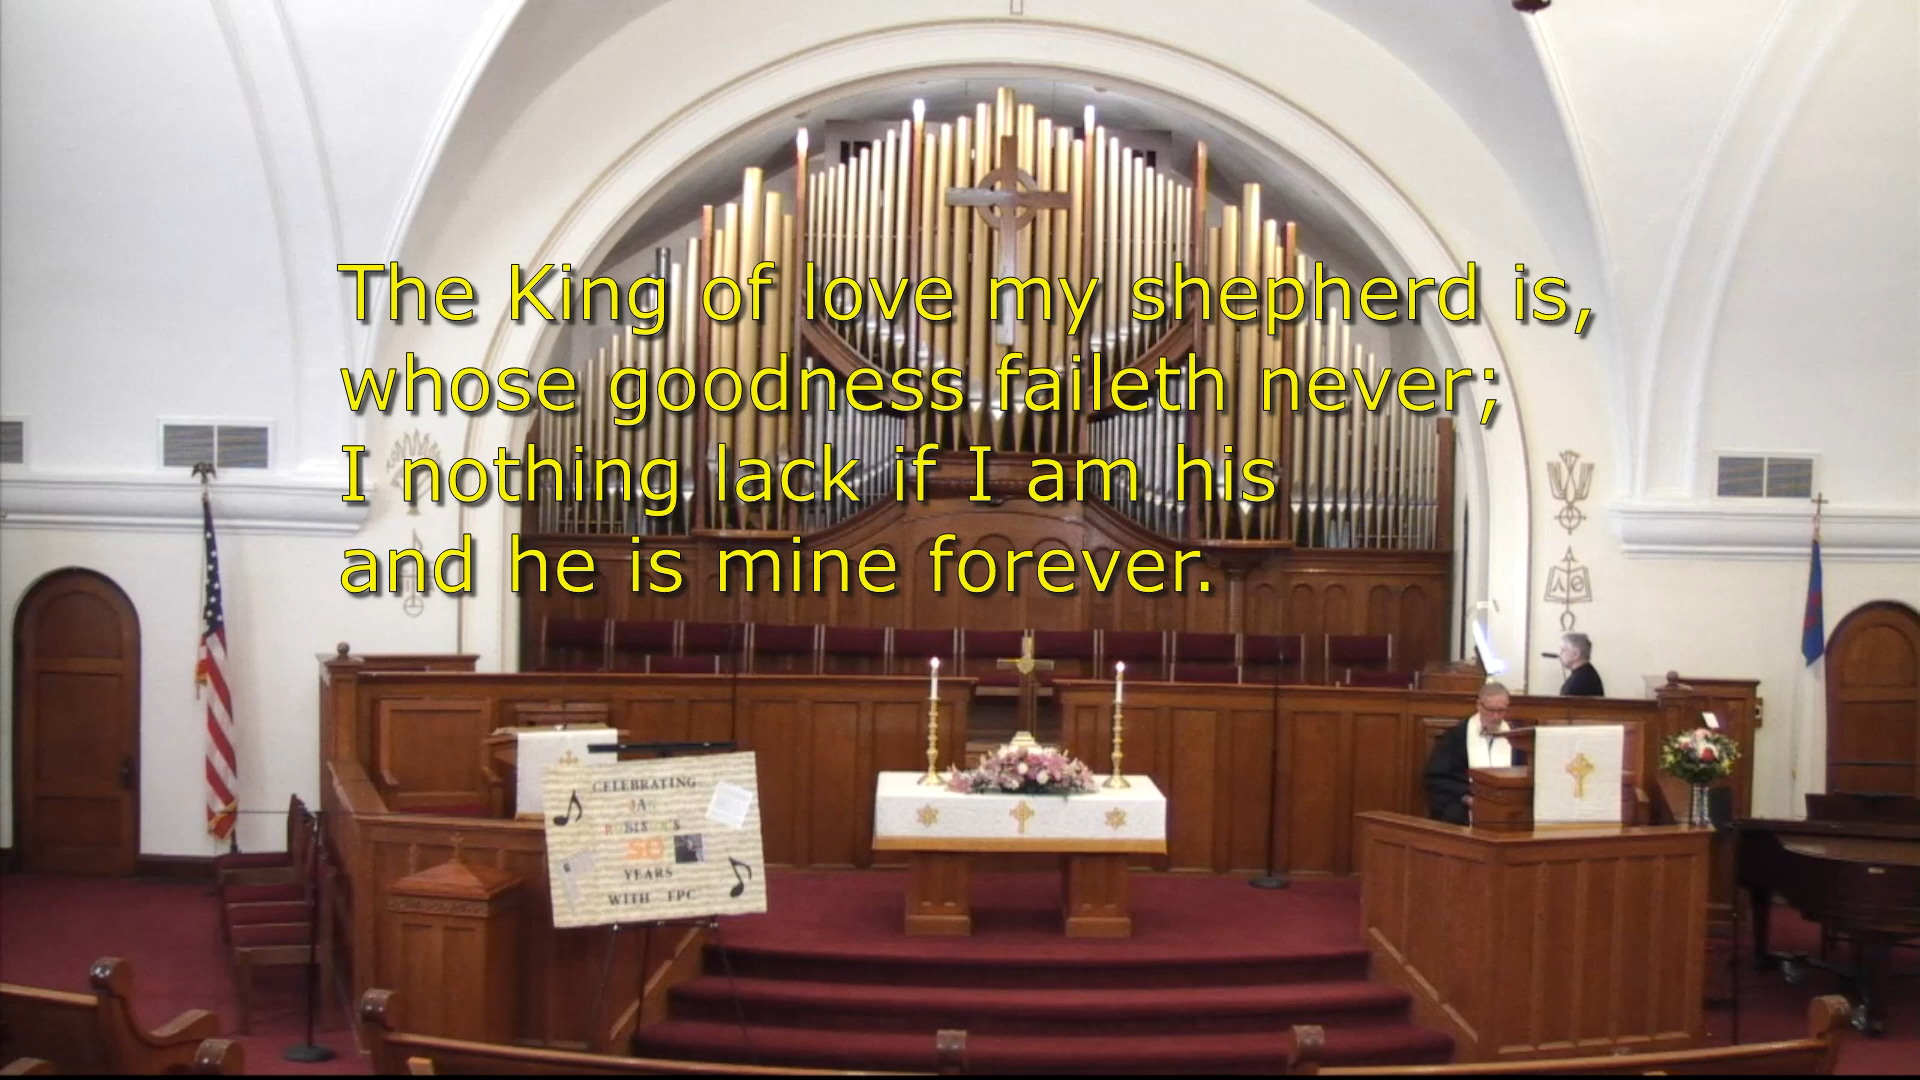 The King of love my shepherd is,
whose goodness faileth never;
I nothing lack if I am his
and he is mine forever.
CELEBRATING
50
YEARS
WITH FPC